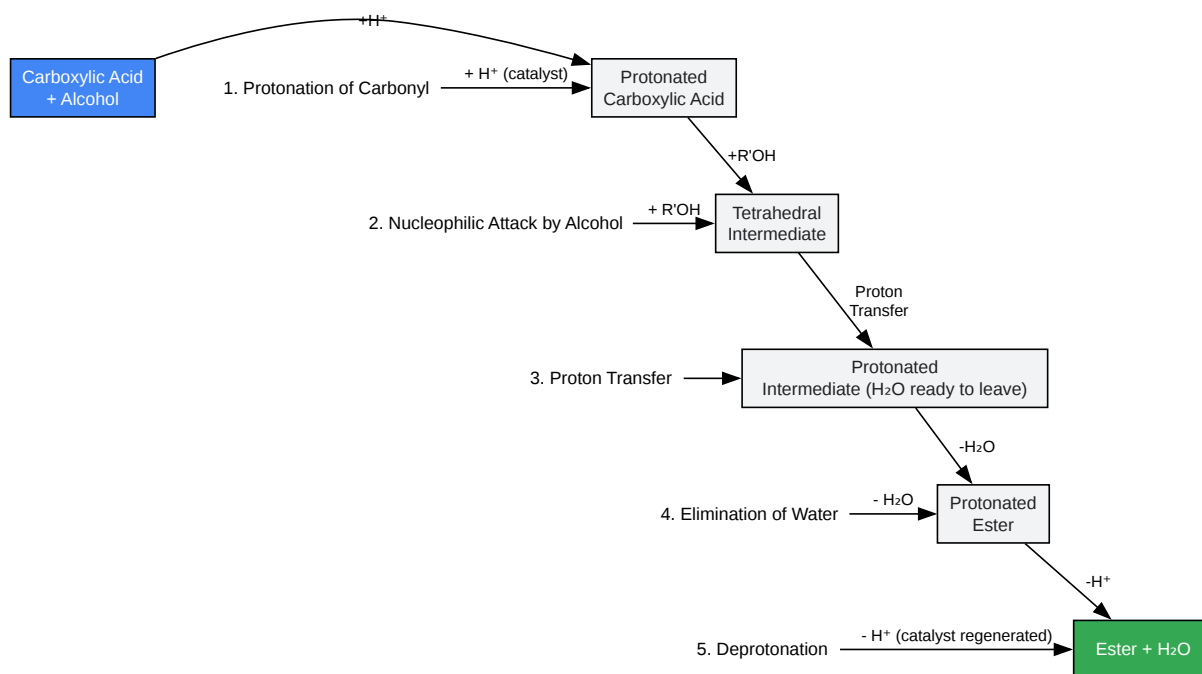 +H⁺
Carboxylic Acid
+ Alcohol
1. Protonation of Carbonyl
+ H⁺ (catalyst)
Protonated
Carboxylic Acid
+R'OH
2. Nucleophilic Attack by Alcohol
+ R'OH
Tetrahedral
Intermediate
Proton
Transfer
3. Proton Transfer
Protonated
Intermediate (H₂O ready to leave)
-H₂O
4. Elimination of Water
- H₂O
Protonated
Ester
-H⁺
5. Deprotonation
- H⁺ (catalyst regenerated)
Ester + H₂O